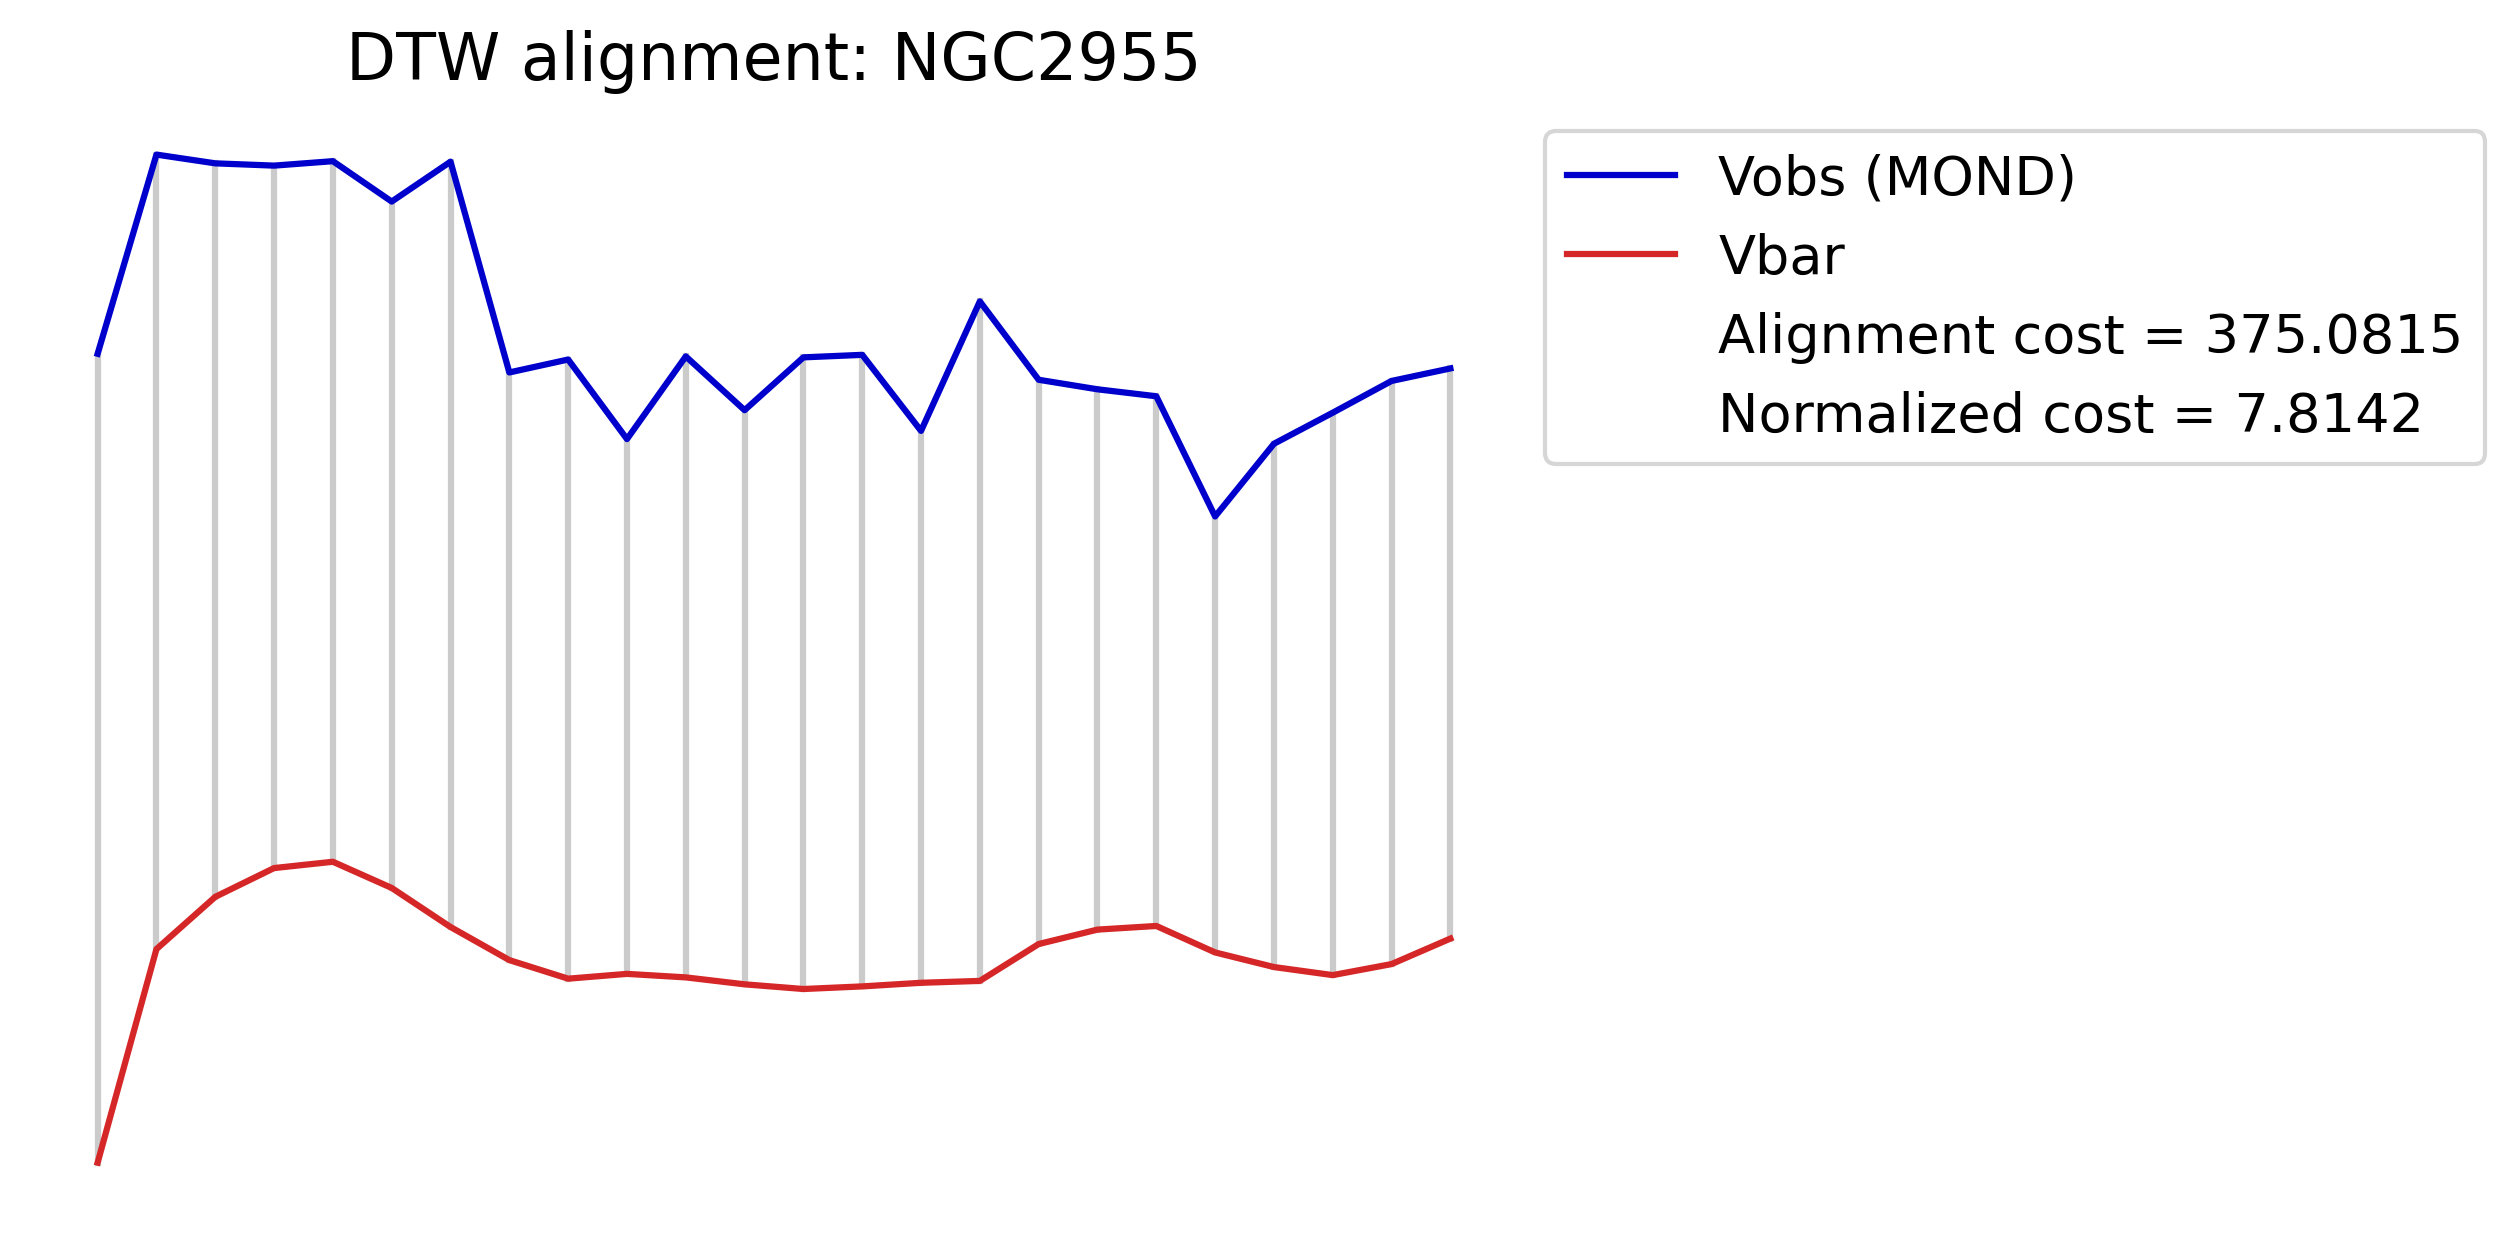 DTW alignment: NGC2955
Vobs (MOND)
Vbar
Alignment cost = 375.0815
Normalized cost = 7.8142